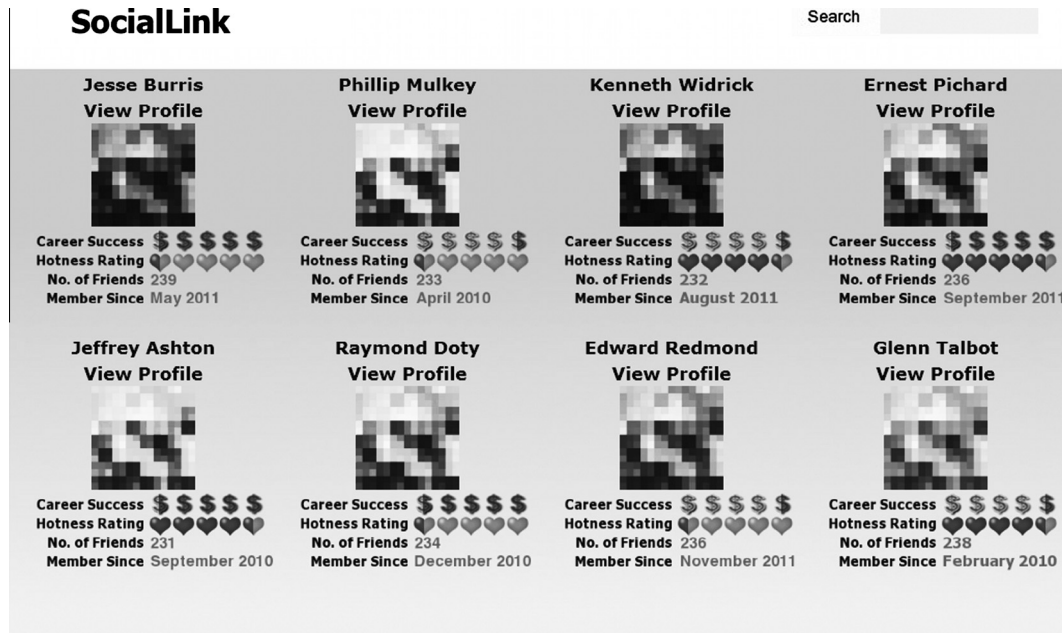 SocialLink
Search
Jesse Burris
View Profile
Career Success
Hotness Rating
No. of Friends 239
Member Since May 2011
Phillip Mulkey
View Profile
Career Success
Hotness Rating
No. of Friends 233
Member Since April 2010
Kenneth Widrick
View Profile
Career Success
Hotness Rating
No. of Friends 232
Member Since August 2011
Ernest Pichard
View Profile
Career Success
Hotness Rating
No. of Friends 236
Member Since September 2011
Jeffrey Ashton
View Profile
Career Success
Hotness Rating
No. of Friends 231
Member Since September 2010
Raymond Doty
View Profile
Career Success
Hotness Rating
No. of Friends 234
Member Since December 2010
Edward Redmond
View Profile
Career Success
Hotness Rating
No. of Friends 236
Member Since November 2011
Glenn Talbot
View Profile
Career Success
Hotness Rating
No. of Friends 238
Member Since February 2010